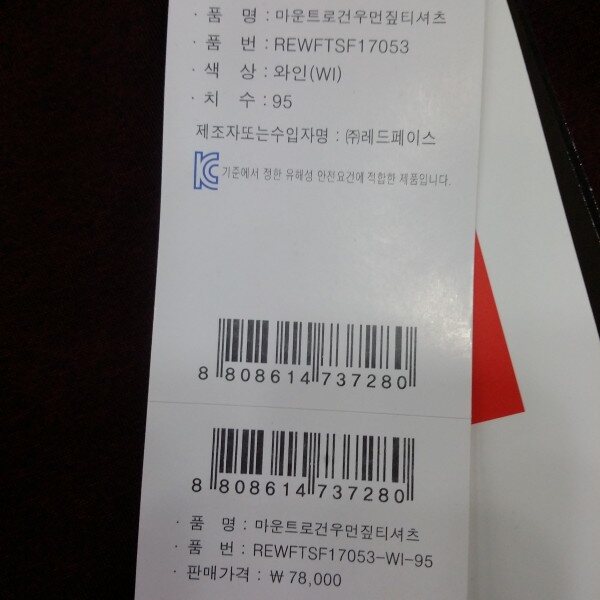 · 품 명 : 마운트로건우먼짚티셔츠
· 품 번 : REWFTSF17053
· 색 상 : 와인(WI)
· 치 수 : 95
제조자또는수입자명 : ㈜레드페이스
KC 기준에서 정한 유해성 안전요건에 적합한 제품입니다.
8 808614 737280
8 808614 737280
· 품 명 : 마운트로건우먼짚티셔츠
· 품 번 : REWFTSF17053-WI-95
· 판매가격 : ₩ 78,000